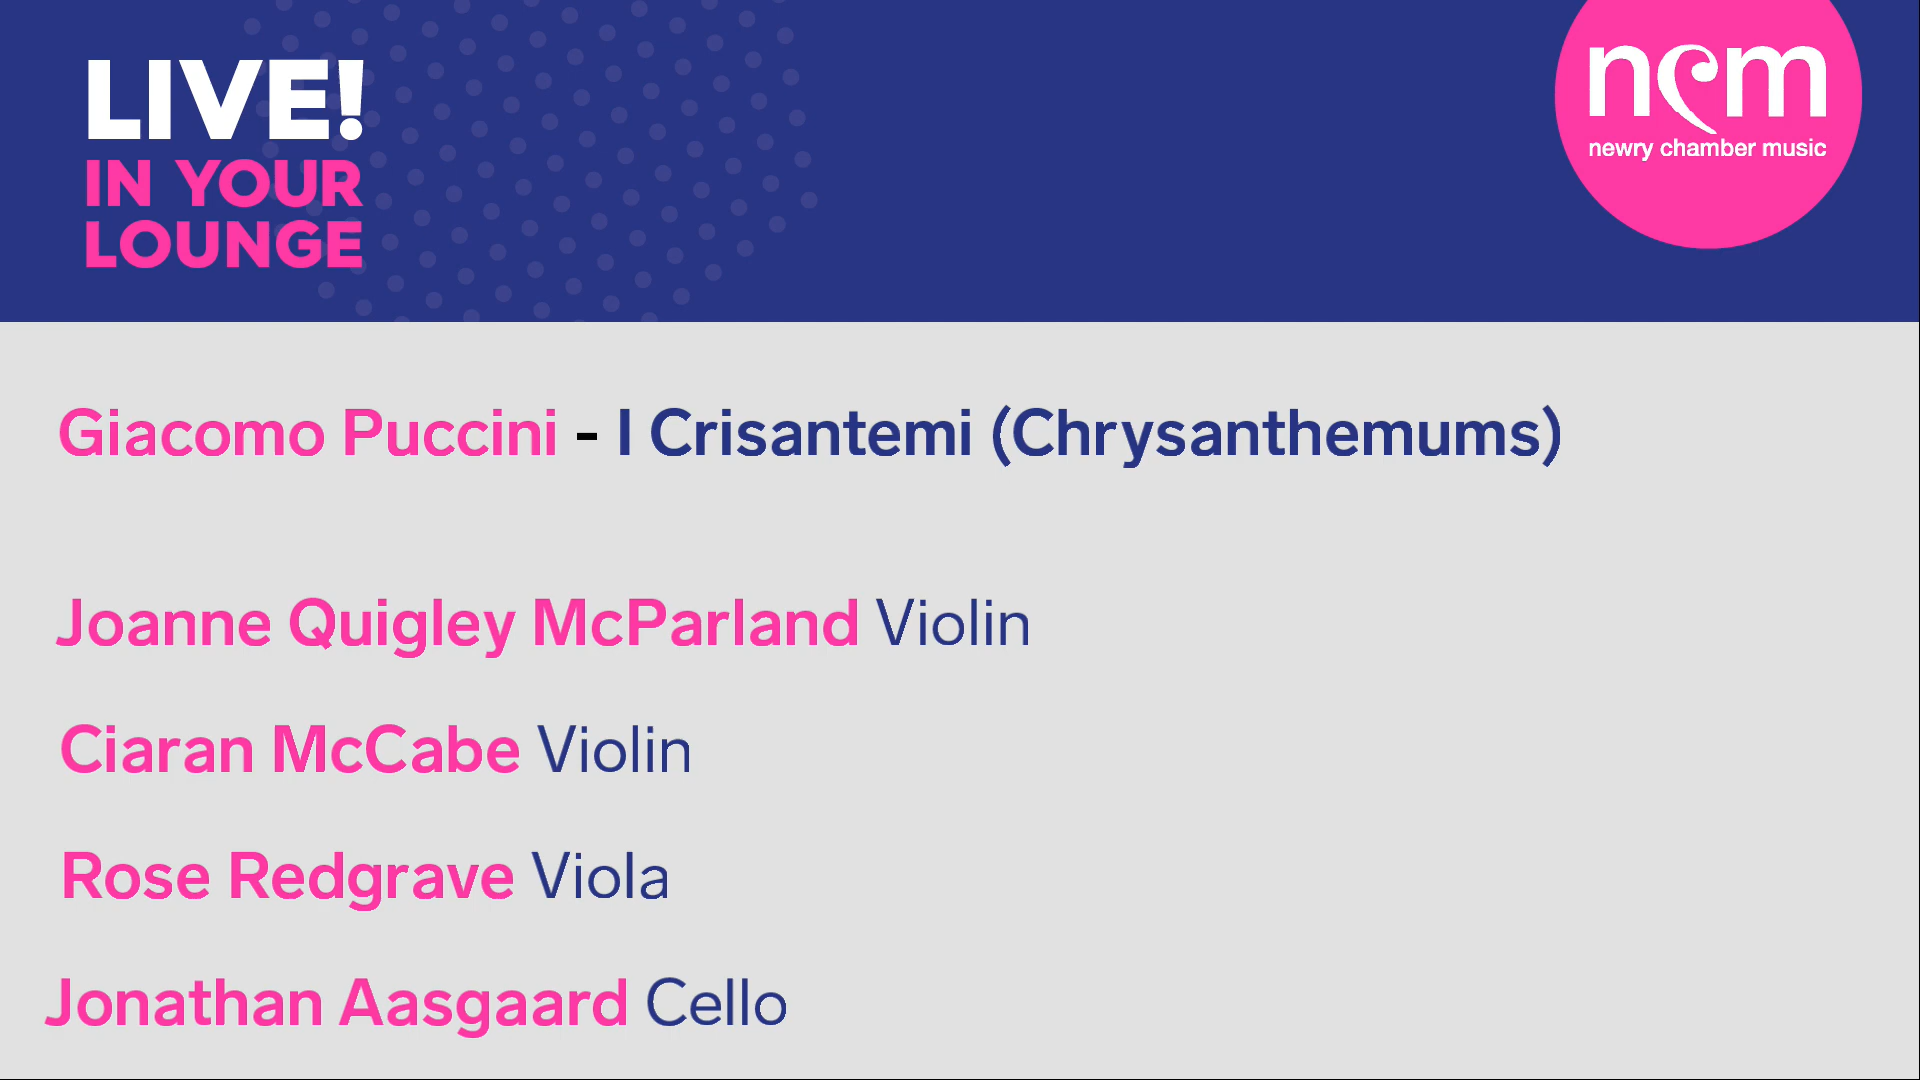 LIVE!
IN YOUR
LOUNGE
ncm
newry chamber music
Giacomo Puccini - I Crisantemi (Chrysanthemums)
Joanne Quigley McParland Violin
Ciaran McCabe Violin
Rose Redgrave Viola
Jonathan Aasgaard Cello